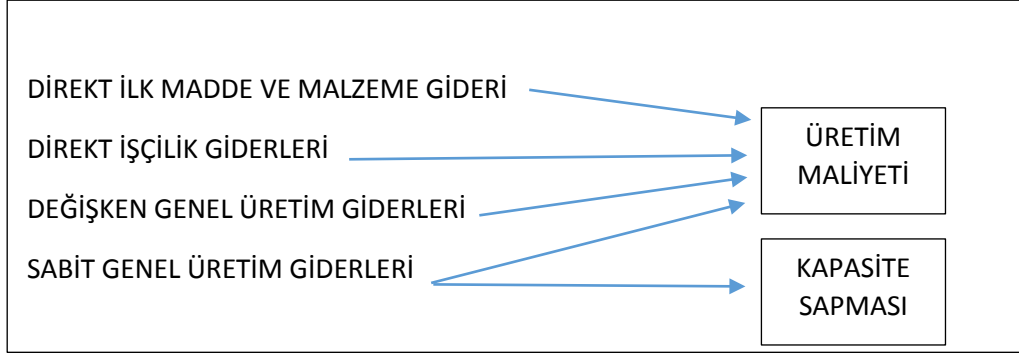 DİREKT İLK MADDE VE MALZEME GİDERİ
DİREKT İŞÇİLİK GİDERLERİ
DEĞİŞKEN GENEL ÜRETİM GİDERLERİ
SABİT GENEL ÜRETİM GİDERLERİ
ÜRETİM
MALİYETİ
KAPASİTE
SAPMASI